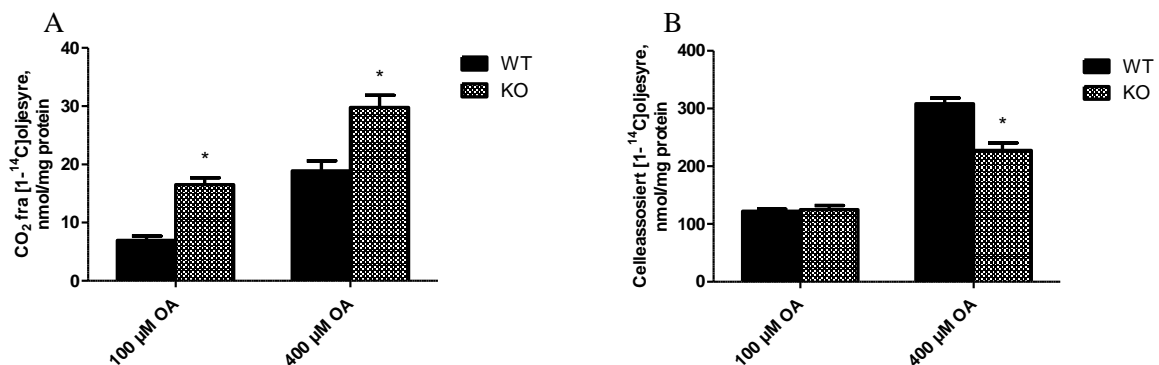 A
CO₂ fra [1-¹⁴C]oljesyre,
nmol/mg protein
40
30
20
10
0
*
*
WT
KO
100 µM OA
400 µM OA
B
Celleassosiert [1-¹⁴C]oljesyre,
nmol/mg protein
400
300
200
100
0
*
WT
KO
100 µM OA
400 µM OA